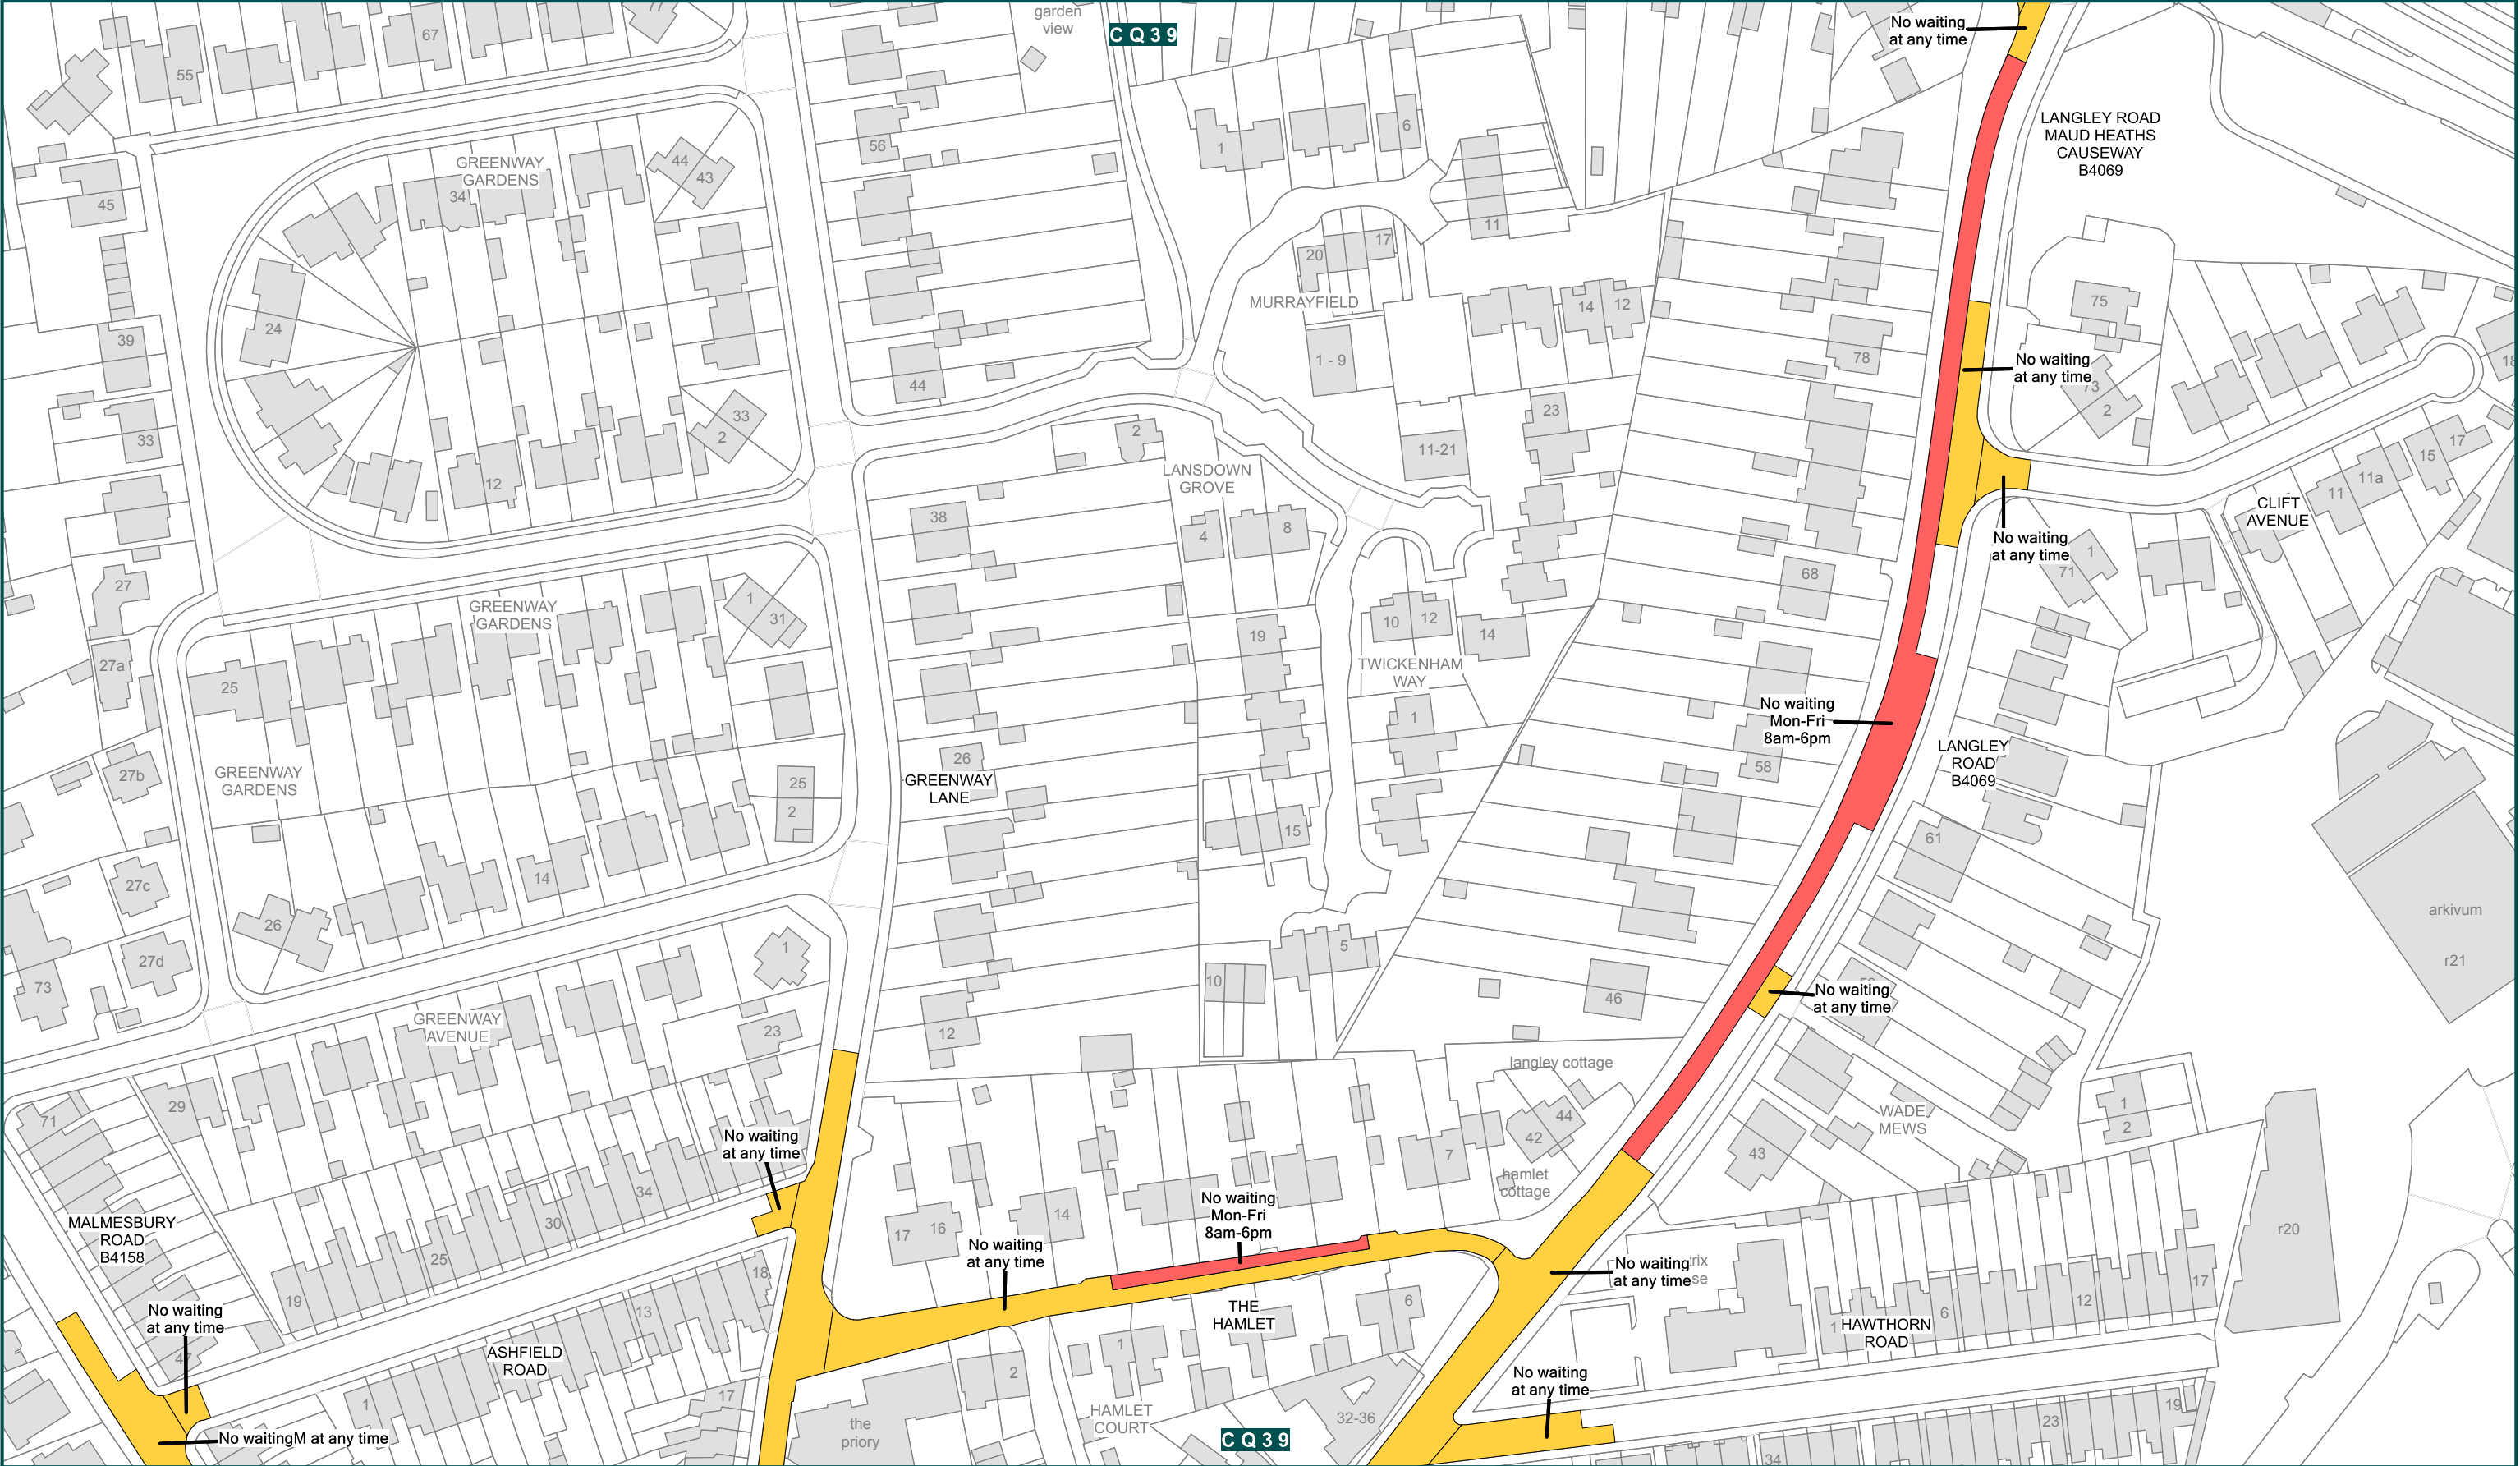 garden
view
C Q 3 9
No waiting
at any time
77
67
55
56
1
6
11
LANGLEY ROAD
MAUD HEATHS
CAUSEWAY
B4069
GREENWAY
GARDENS
44
43
34
45
20
17
MURRAYFIELD
14
12
75
24
39
1 - 9
78
No waiting
at any time
73
2
18
44
33
2
33
2
23
11-21
12
LANSDOWN
GROVE
38
4
8
17
15
11a
11
CLIFT
AVENUE
No waiting
at any time
1
71
27
68
GREENWAY
GARDENS
1
31
10
12
14
19
27a
25
TWICKENHAM
WAY
1
No waiting
Mon-Fri
8am-6pm
58
LANGLEY
ROAD
B4069
27b
GREENWAY
GARDENS
25
2
26
GREENWAY
LANE
15
61
27c
14
26
27d
73
1
5
10
46
No waiting
at any time
arkivum
r21
GREENWAY
AVENUE
23
12
langley cottage
71
29
44
42
WADE
MEWS
1
2
43
No waiting
at any time
7
hamlet
cottage
34
30
25
19
MALMESBURY
ROAD
B4158
17
16
14
No waiting
Mon-Fri
8am-6pm
No waiting
at any time
r20
No waiting
at any time
18
13
THE
HAMLET
6
1
6
12
17
HAWTHORN
ROAD
No waiting
at any time
47
ASHFIELD
ROAD
1
2
No waiting
at any time
1
17
the
priory
HAMLET
COURT
32-36
C Q 3 9
No waitingM at any time
19
23
34